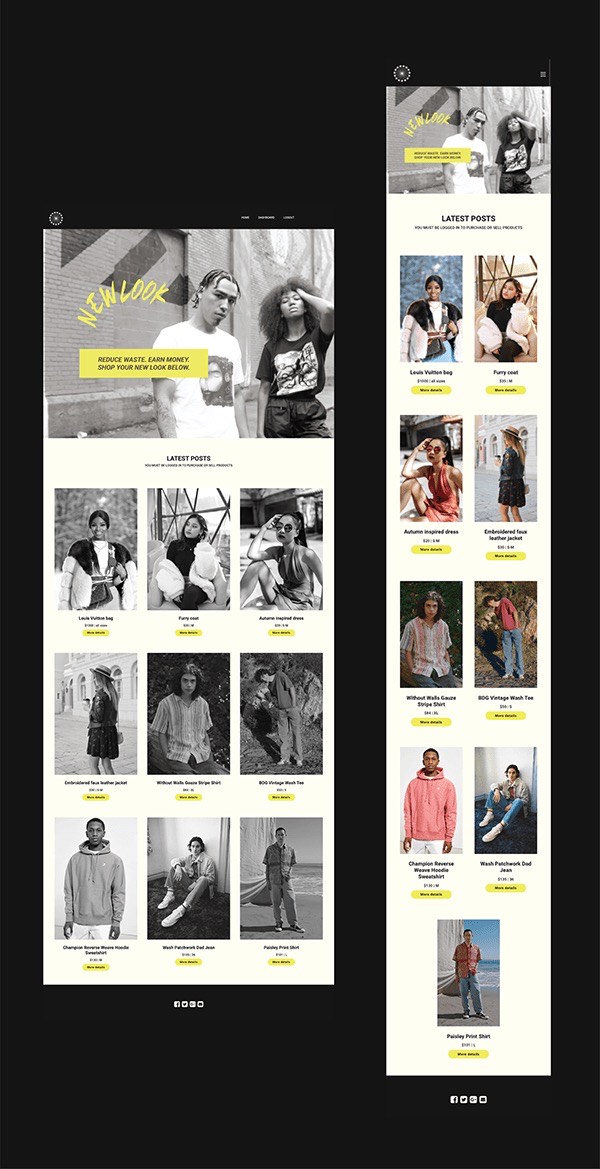 HOME DASHBOARD LOGOUT
NEW LOOK
REDUCE WASTE. EARN MONEY.
SHOP YOUR NEW LOOK BELOW.
LATEST POSTS
YOU MUST BE LOGGED IN TO PURCHASE OR SELL PRODUCTS
Louis Vuitton bag
$1000 | all sizes
More details
Furry coat
$35 | M
More details
Autumn inspired dress
$20 | S-M
More details
Embroidered faux leather jacket
$30 | S-M
More details
Without Walls Gauze Stripe Shirt
$44 | XL
More details
BDG Vintage Wash Tee
$50 | S
More details
Champion Reverse Weave Hoodie
Sweatshirt
$130 | M
More details
Wash Patchwork Dad Jean
$135 | 36
More details
Paisley Print Shirt
$101 | L
More details
NEW LOOK
REDUCE WASTE. EARN MONEY.
SHOP YOUR NEW LOOK BELOW.
LATEST POSTS
YOU MUST BE LOGGED IN TO PURCHASE OR SELL PRODUCTS
Louis Vuitton bag
$1000 | all sizes
More details
Furry coat
$35 | M
More details
Autumn inspired dress
$20 | S-M
More details
Embroidered faux
leather jacket
$30 | S-M
More details
Without Walls Gauze
Stripe Shirt
$44 | XL
More details
BDG Vintage Wash Tee
$50 | S
More details
Champion Reverse
Weave Hoodie
Sweatshirt
$130 | M
More details
Wash Patchwork Dad
Jean
$135 | 36
More details
Paisley Print Shirt
$101 | L
More details